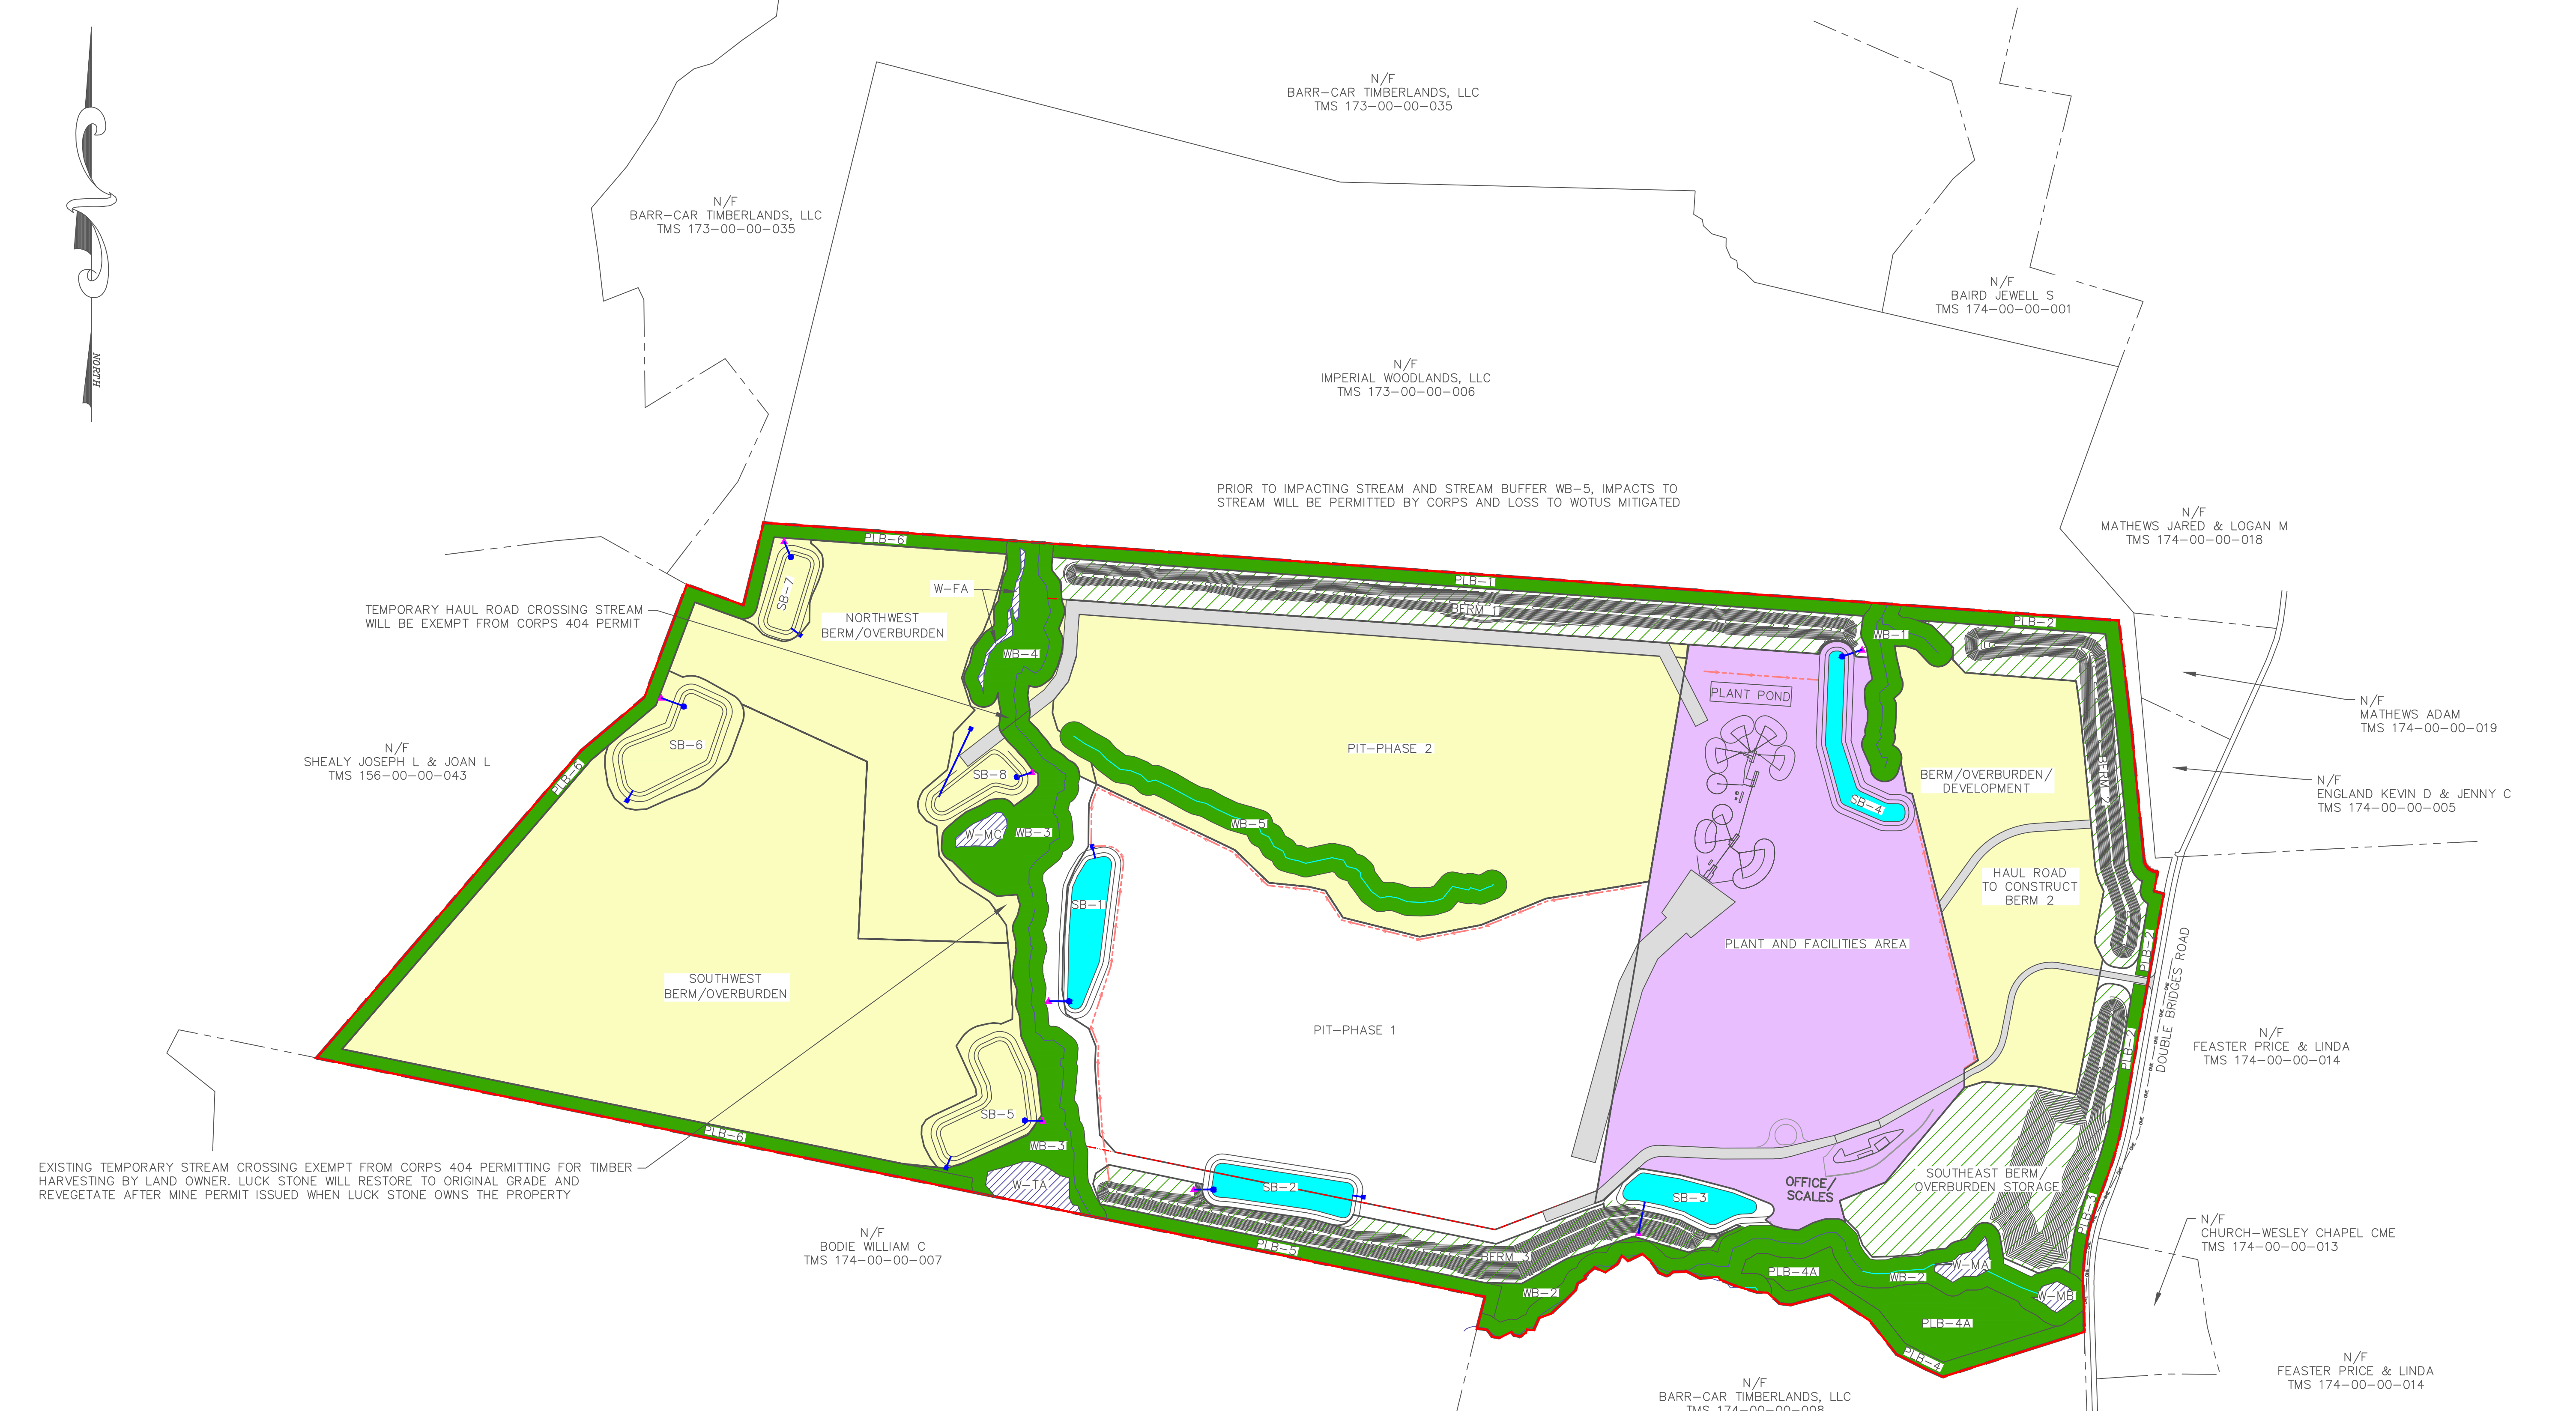 NORTH
N/F
BARR-CAR TIMBERLANDS, LLC
TMS 173-00-00-035
N/F
BARR-CAR TIMBERLANDS, LLC
TMS 173-00-00-035
N/F
BAIRD JEWELL S
TMS 174-00-00-001
N/F
IMPERIAL WOODLANDS, LLC
TMS 173-00-00-006
PRIOR TO IMPACTING STREAM AND STREAM BUFFER WB-5, IMPACTS TO
STREAM WILL BE PERMITTED BY CORPS AND LOSS TO WOTUS MITIGATED
N/F
MATHEWS JARED & LOGAN M
TMS 174-00-00-018
PLB-6
SB-7
W-FA
PLB-1
BERM 1
TEMPORARY HAUL ROAD CROSSING STREAM
WILL BE EXEMPT FROM CORPS 404 PERMIT
NORTHWEST
BERM/OVERBURDEN
WB-4
WB-1
PLB-2
PLANT POND
N/F
MATHEWS ADAM
TMS 174-00-00-019
N/F
SHEALY JOSEPH L & JOAN L
TMS 156-00-00-043
SB-6
PLB-6
SB-8
PIT-PHASE 2
BERM/OVERBURDEN/
DEVELOPMENT
BERM 2
N/F
ENGLAND KEVIN D & JENNY C
TMS 174-00-00-005
W-MC
WB-3
WB-5
SB-4
HAUL ROAD
TO CONSTRUCT
BERM 2
SB-1
PLANT AND FACILITIES AREA
PLB-2
SOUTHWEST
BERM/OVERBURDEN
DOUBLE BRIDGES ROAD
PIT-PHASE 1
PLB-2
N/F
FEASTER PRICE & LINDA
TMS 174-00-00-014
SB-5
PLB-6
WB-3
EXISTING TEMPORARY STREAM CROSSING EXEMPT FROM CORPS 404 PERMITTING FOR TIMBER
HARVESTING BY LAND OWNER. LUCK STONE WILL RESTORE TO ORIGINAL GRADE AND
REVEGETATE AFTER MINE PERMIT ISSUED WHEN LUCK STONE OWNS THE PROPERTY
W-TA
SB-2
SB-3
OFFICE/
SCALES
SOUTHEAST BERM/
OVERBURDEN STORAGE
PLB-3
N/F
CHURCH-WESLEY CHAPEL CME
TMS 174-00-00-013
N/F
BODIE WILLIAM C
TMS 174-00-00-007
PLB-5
BERM 3
WB-2
PLB-4A
WB-2
W-MA
W-MB
PLB-4A
PLB-4
N/F
BARR-CAR TIMBERLANDS, LLC
TMS 174-00-00-008
N/F
FEASTER PRICE & LINDA
TMS 174-00-00-014